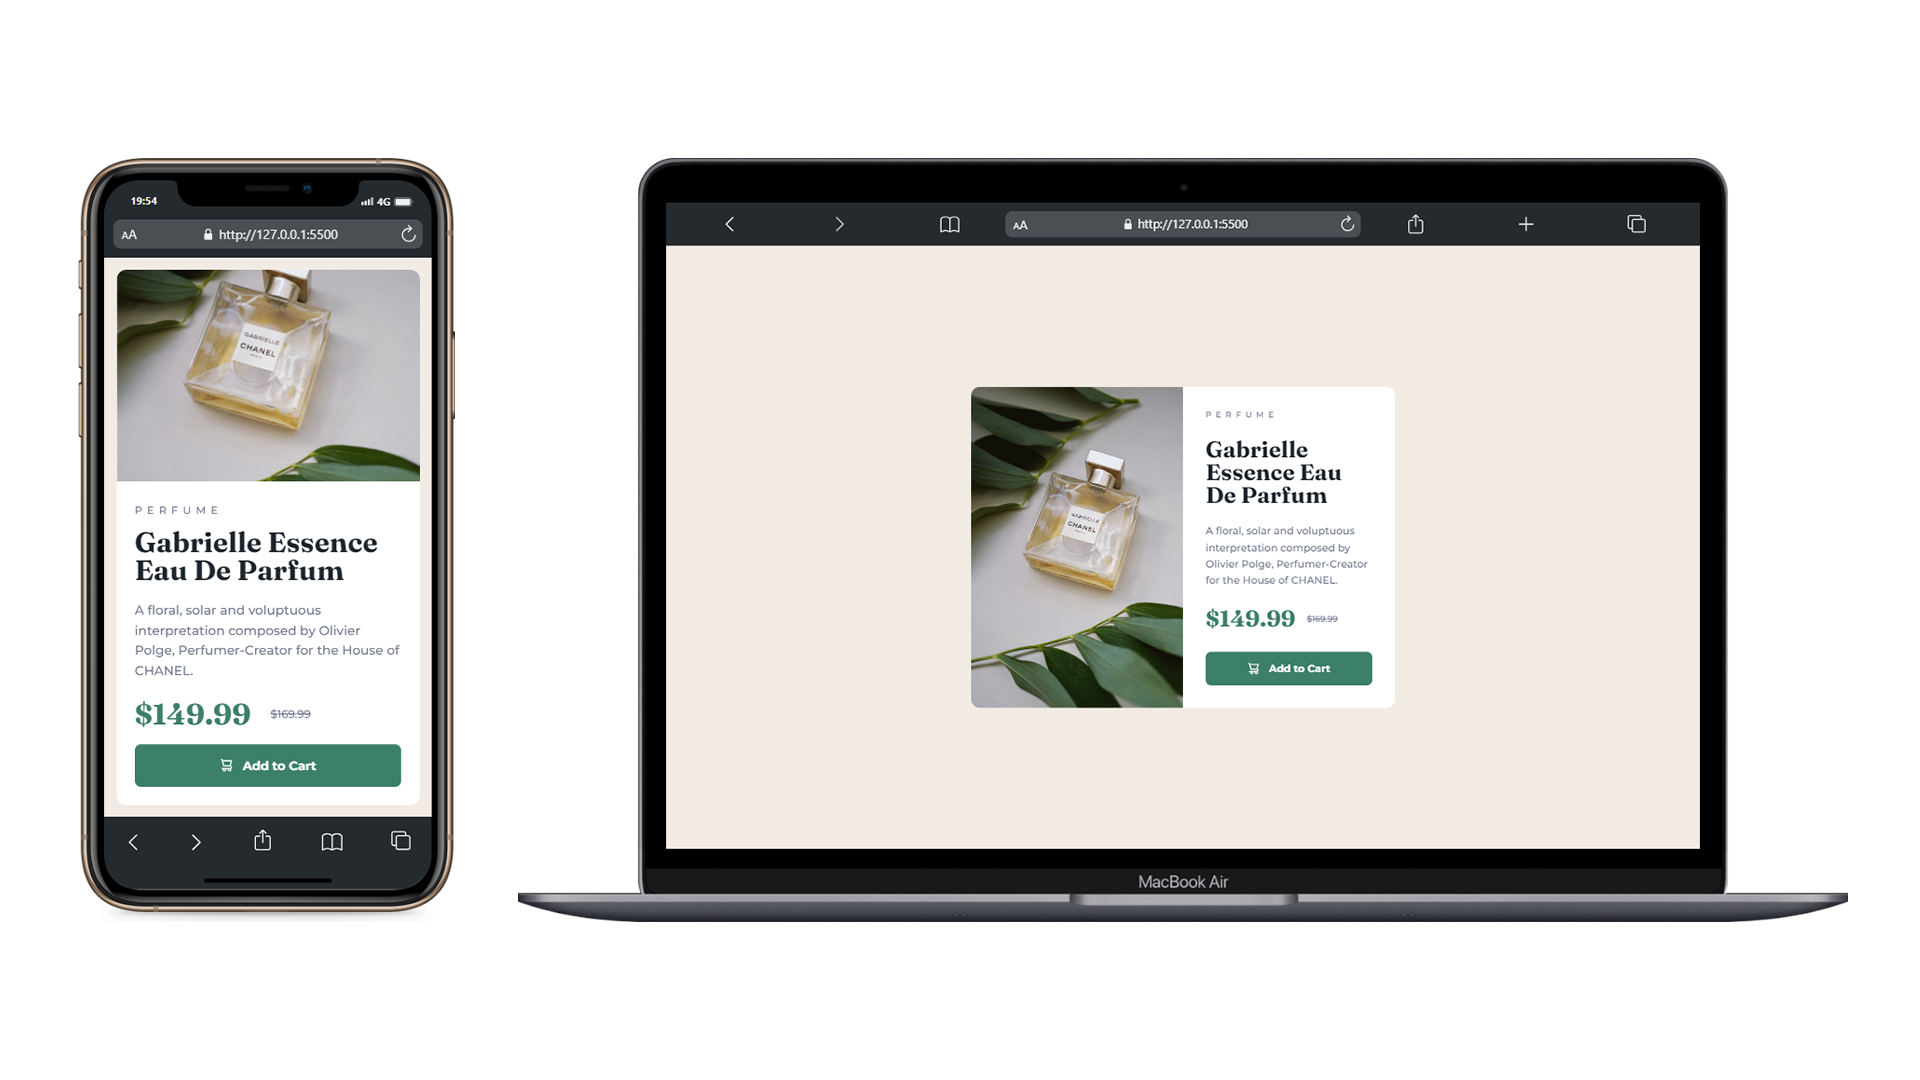 19:54
4G
AA
http://127.0.0.1:5500
GABRIELLE
CHANEL
PARIS
PERFUME
Gabrielle Essence
Eau De Parfum
A floral, solar and voluptuous
interpretation composed by Olivier
Polge, Perfumer-Creator for the House of
CHANEL.
$149.99 $169.99
Add to Cart
AA
http://127.0.0.1:5500
GABRIELLE
CHANEL
PERFUME
Gabrielle
Essence Eau
De Parfum
A floral, solar and voluptuous
interpretation composed by
Olivier Polge, Perfumer-Creator
for the House of CHANEL.
$149.99 $169.99
Add to Cart
MacBook Air